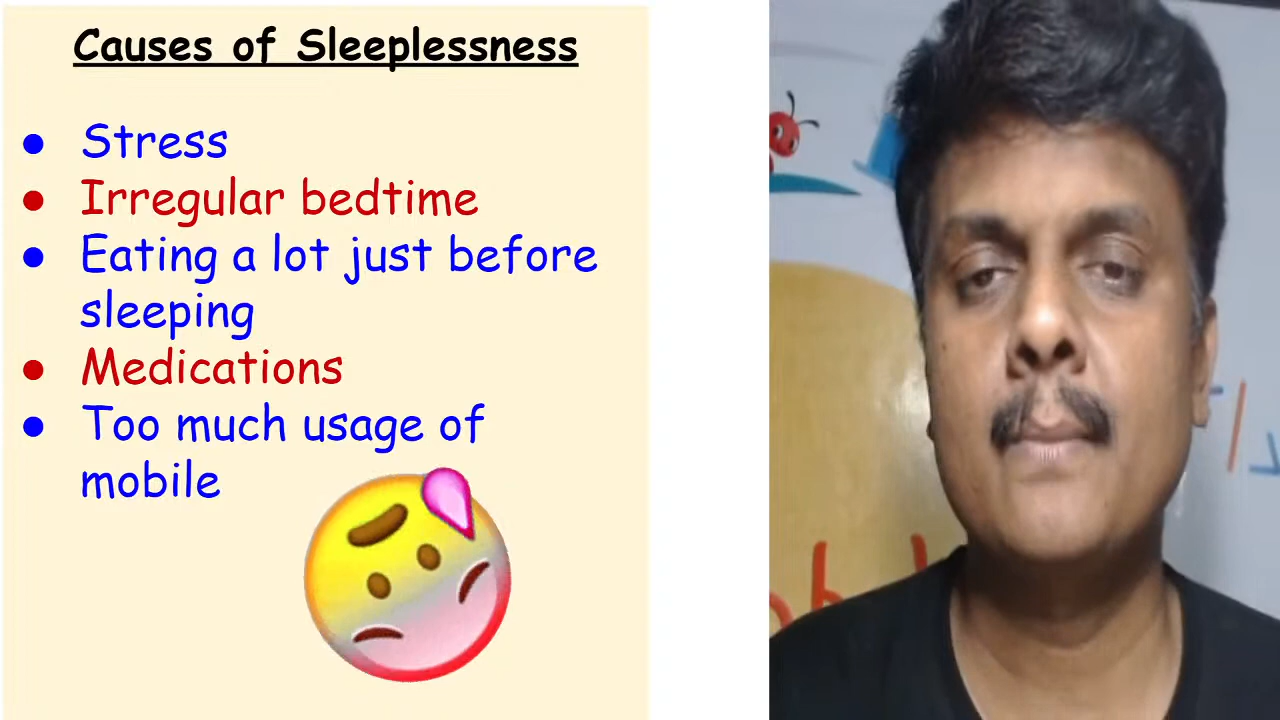 Causes of Sleeplessness
● Stress
● Irregular bedtime
● Eating a lot just before
sleeping
● Medications
● Too much usage of
mobile